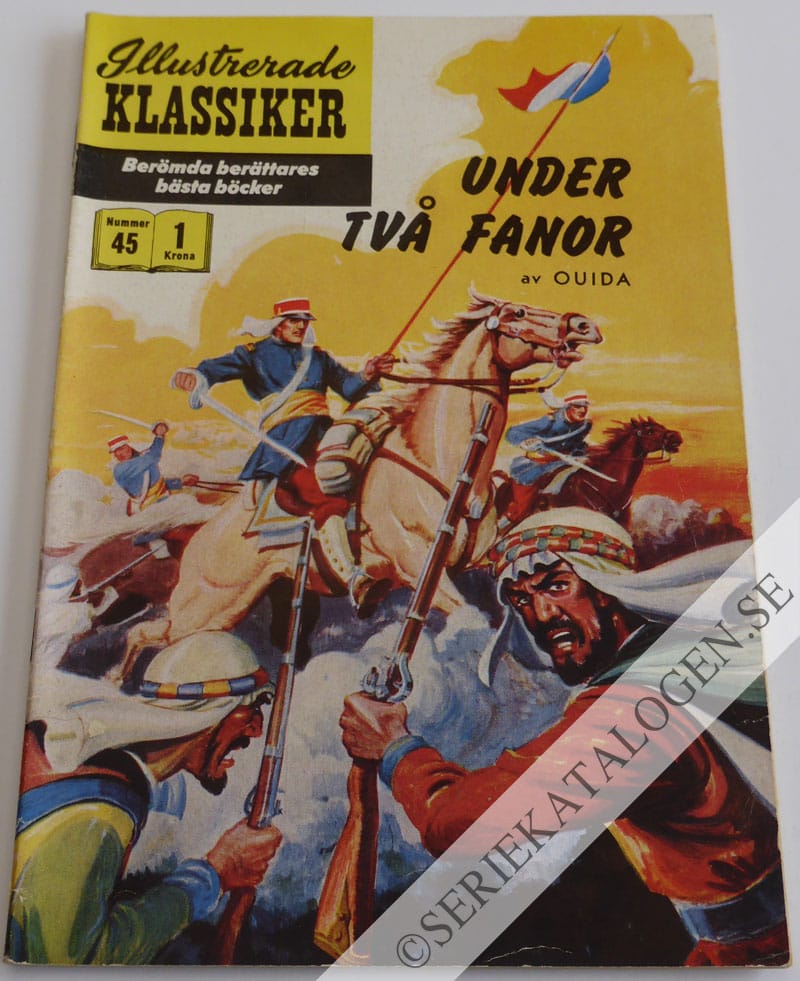 Illustrerade
KLASSIKER
Berömda berättares
bästa böcker
Nummer
45
1
Krona
UNDER
TVÅ FANOR
av OUIDA
©SERIEKATALOGEN.SE